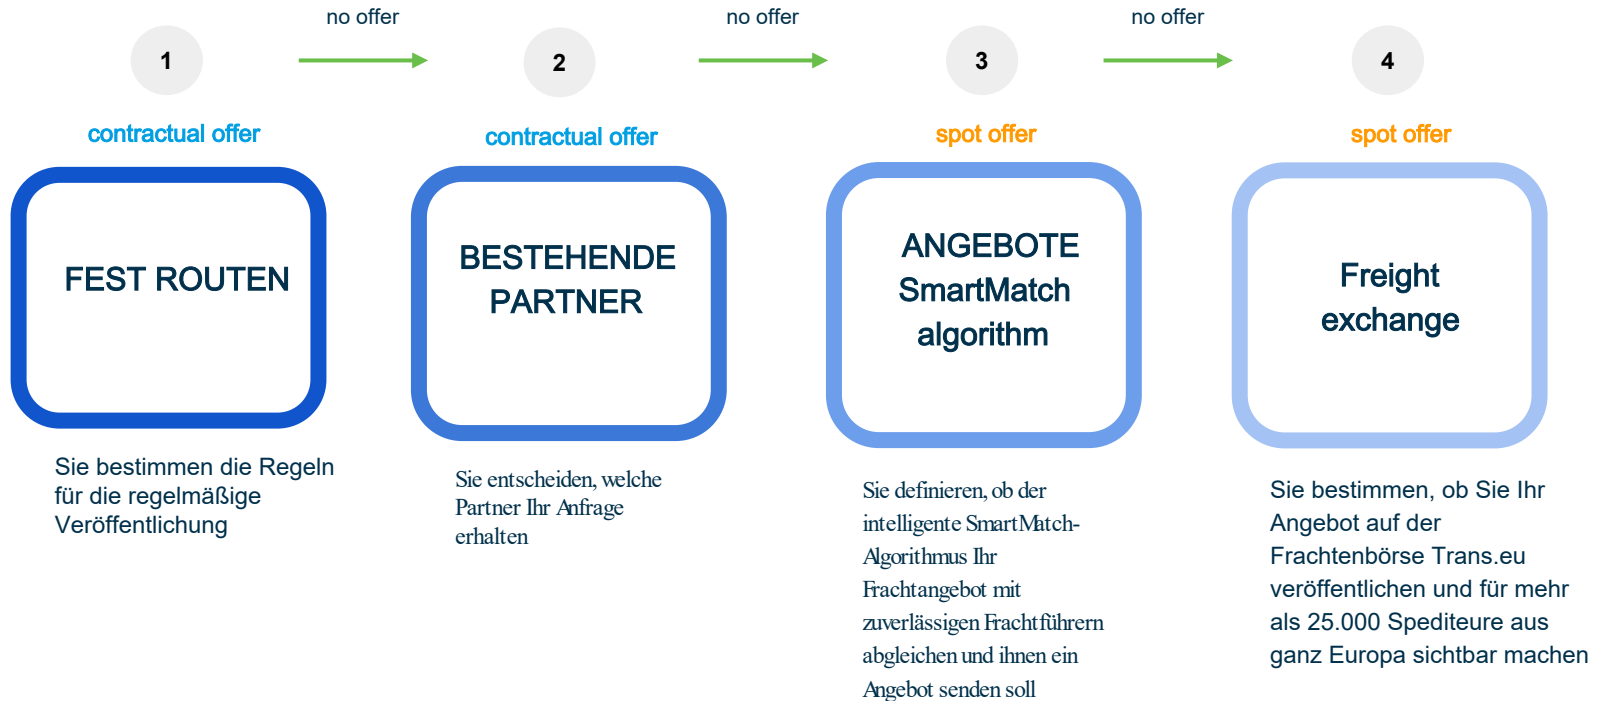 no offer
no offer
no offer
1
2
3
4
contractual offer
contractual offer
spot offer
spot offer
FEST ROUTEN
BESTEHENDE
PARTNER
ANGEBOTE
SmartMatch
algorithm
Freight
exchange
Sie bestimmen die Regeln
für die regelmäßige
Veröffentlichung
Sie entscheiden, welche
Partner Ihr Anfrage
erhalten
Sie definieren, ob der
intelligente SmartMatch-
Algorithmus Ihr
Frachtangebot mit
zuverlässigen Frachtführern
abgleichen und ihnen ein
Angebot senden soll
Sie bestimmen, ob Sie Ihr
Angebot auf der
Frachtenbörse Trans.eu
veröffentlichen und für mehr
als 25.000 Spediteure aus
ganz Europa sichtbar machen